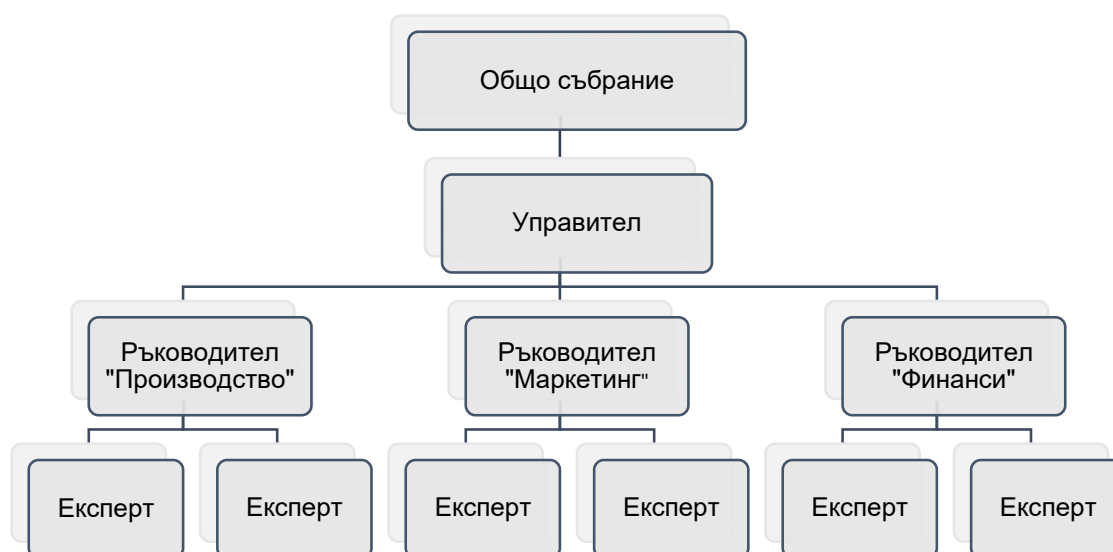 Общо събрание
Управител
Ръководител
"Производство"
Ръководител
"Маркетинг"
Ръководител
"Финанси"
Експерт
Експерт
Експерт
Експерт
Експерт
Експерт